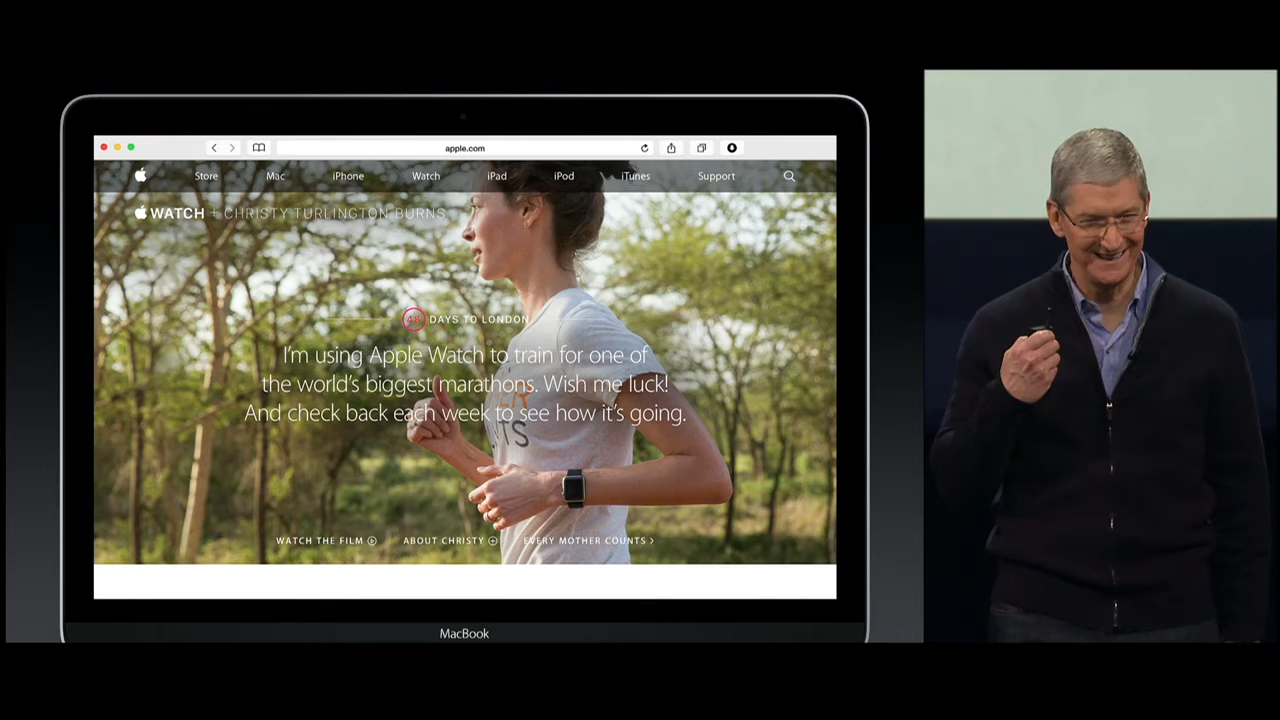 apple.com
Store Mac iPhone Watch iPad iPod iTunes Support
WATCH + CHRISTY TURLINGTON BURNS
DAYS TO LONDON
I'm using Apple Watch to train for one of
the world's biggest marathons. Wish me luck!
And check back each week to see how it's going.
WATCH THE FILM
ABOUT CHRISTY
EVERY MOTHER COUNTS
MacBook